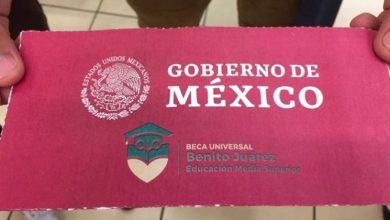 ESTADOS UNIDOS MEXICANOS
GOBIERNO DE
MÉXICO
BECA UNIVERSAL
Benito Juárez
Educación Media Superior